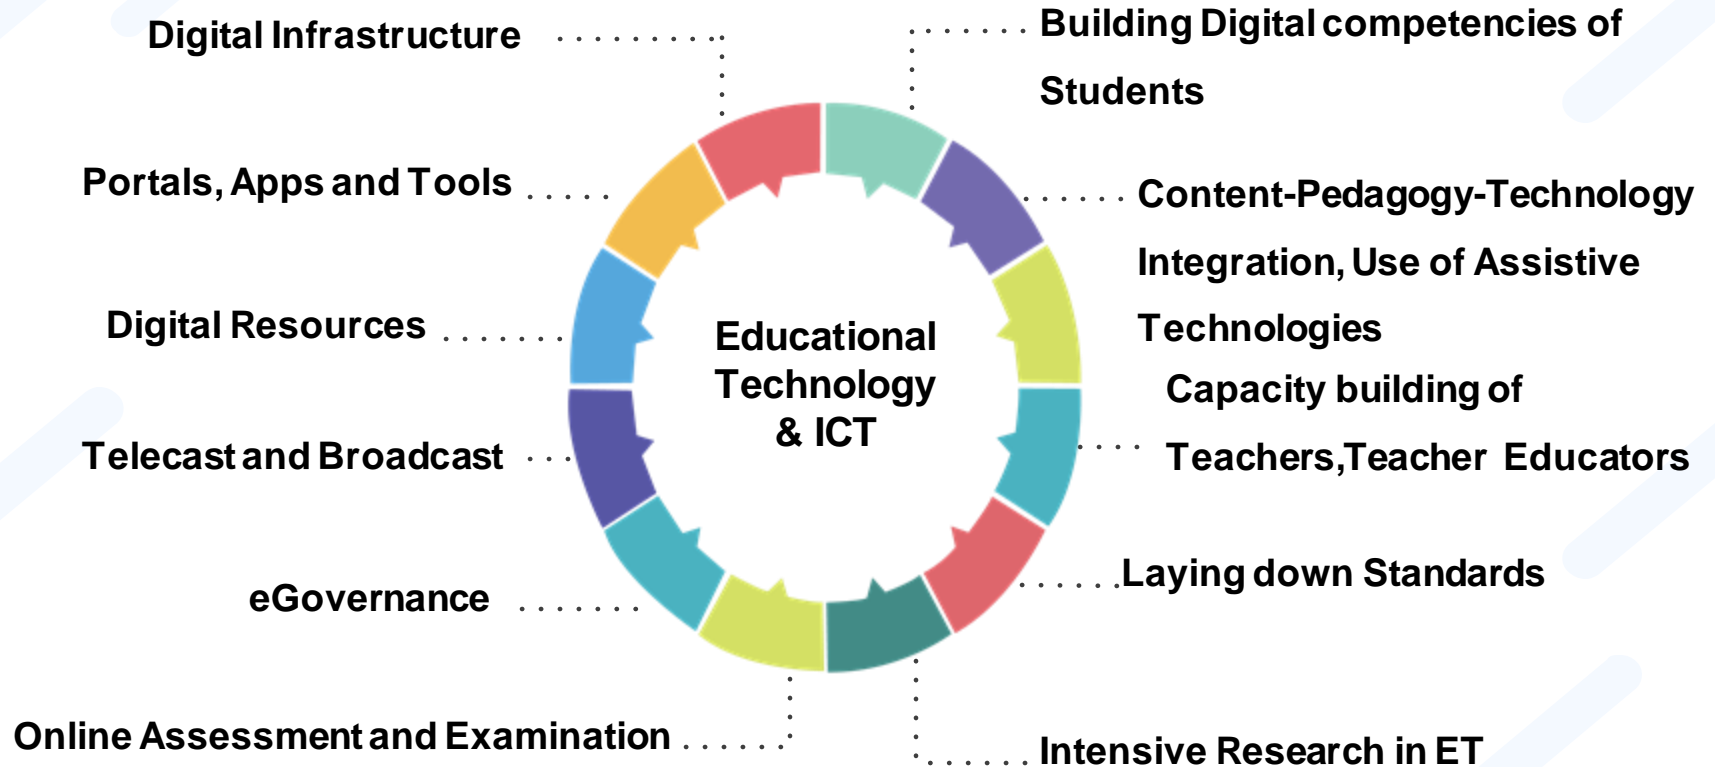 Digital Infrastructure
Building Digital competencies of
Students
Portals, Apps and Tools
Content-Pedagogy-Technology
Integration, Use of Assistive
Technologies
Digital Resources
Educational
Technology
& ICT
Capacity building of
Teachers,Teacher Educators
Telecast and Broadcast
Laying down Standards
eGovernance
Online Assessment and Examination
Intensive Research in ET